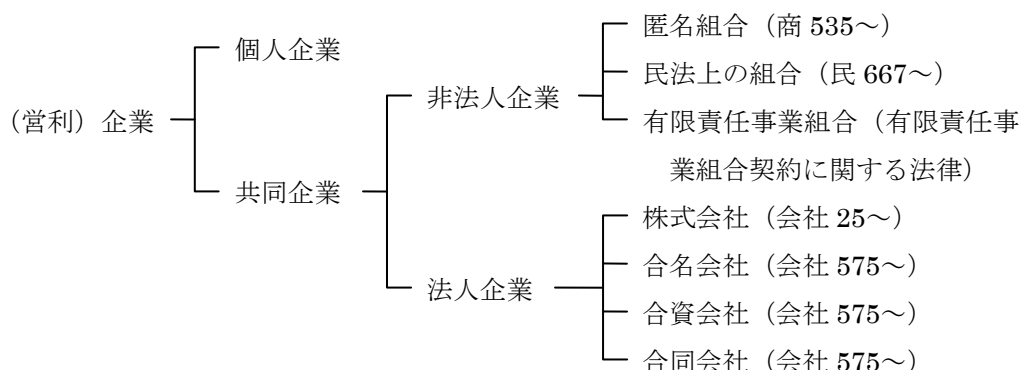 （営利）企業
個人企業
共同企業
非法人企業
匿名組合（商 535～）
民法上の組合（民 667～）
有限責任事業組合（有限責任事
業組合契約に関する法律）
法人企業
株式会社（会社 25～）
合名会社（会社 575～）
合資会社（会社 575～）
合同会社（会社 575～）